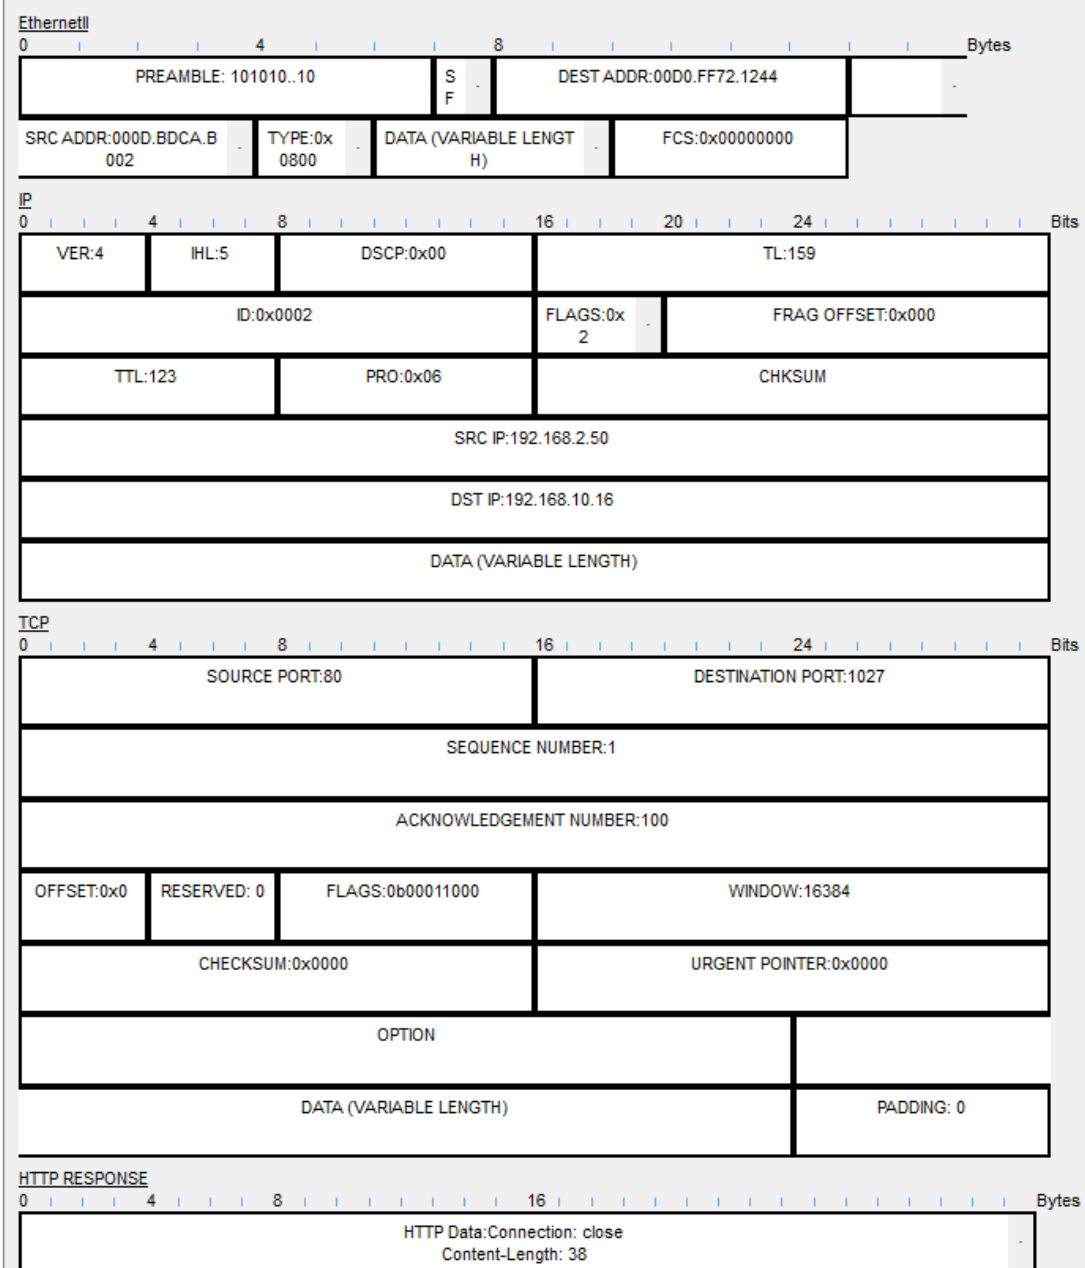 EthernetII
0 4 8 Bytes
PREAMBLE: 101010..10
S
F
DEST ADDR:00D0.FF72.1244
SRC ADDR:000D.BDCA.B
002
TYPE:0x
0800
DATA (VARIABLE LENGT
H)
FCS:0x00000000
IP
0 4 8 16 20 24 Bits
VER:4 IHL:5 DSCP:0x00 TL:159
ID:0x0002
FLAGS:0x
2
FRAG OFFSET:0x000
TTL:123 PRO:0x06 CHKSUM
SRC IP:192.168.2.50
DST IP:192.168.10.16
DATA (VARIABLE LENGTH)
TCP
0 4 8 16 24 Bits
SOURCE PORT:80 DESTINATION PORT:1027
SEQUENCE NUMBER:1
ACKNOWLEDGEMENT NUMBER:100
OFFSET:0x0 RESERVED: 0 FLAGS:0b00011000 WINDOW:16384
CHECKSUM:0x0000 URGENT POINTER:0x0000
OPTION
DATA (VARIABLE LENGTH) PADDING: 0
HTTP RESPONSE
0 4 8 16 Bytes
HTTP Data:Connection: close
Content-Length: 38